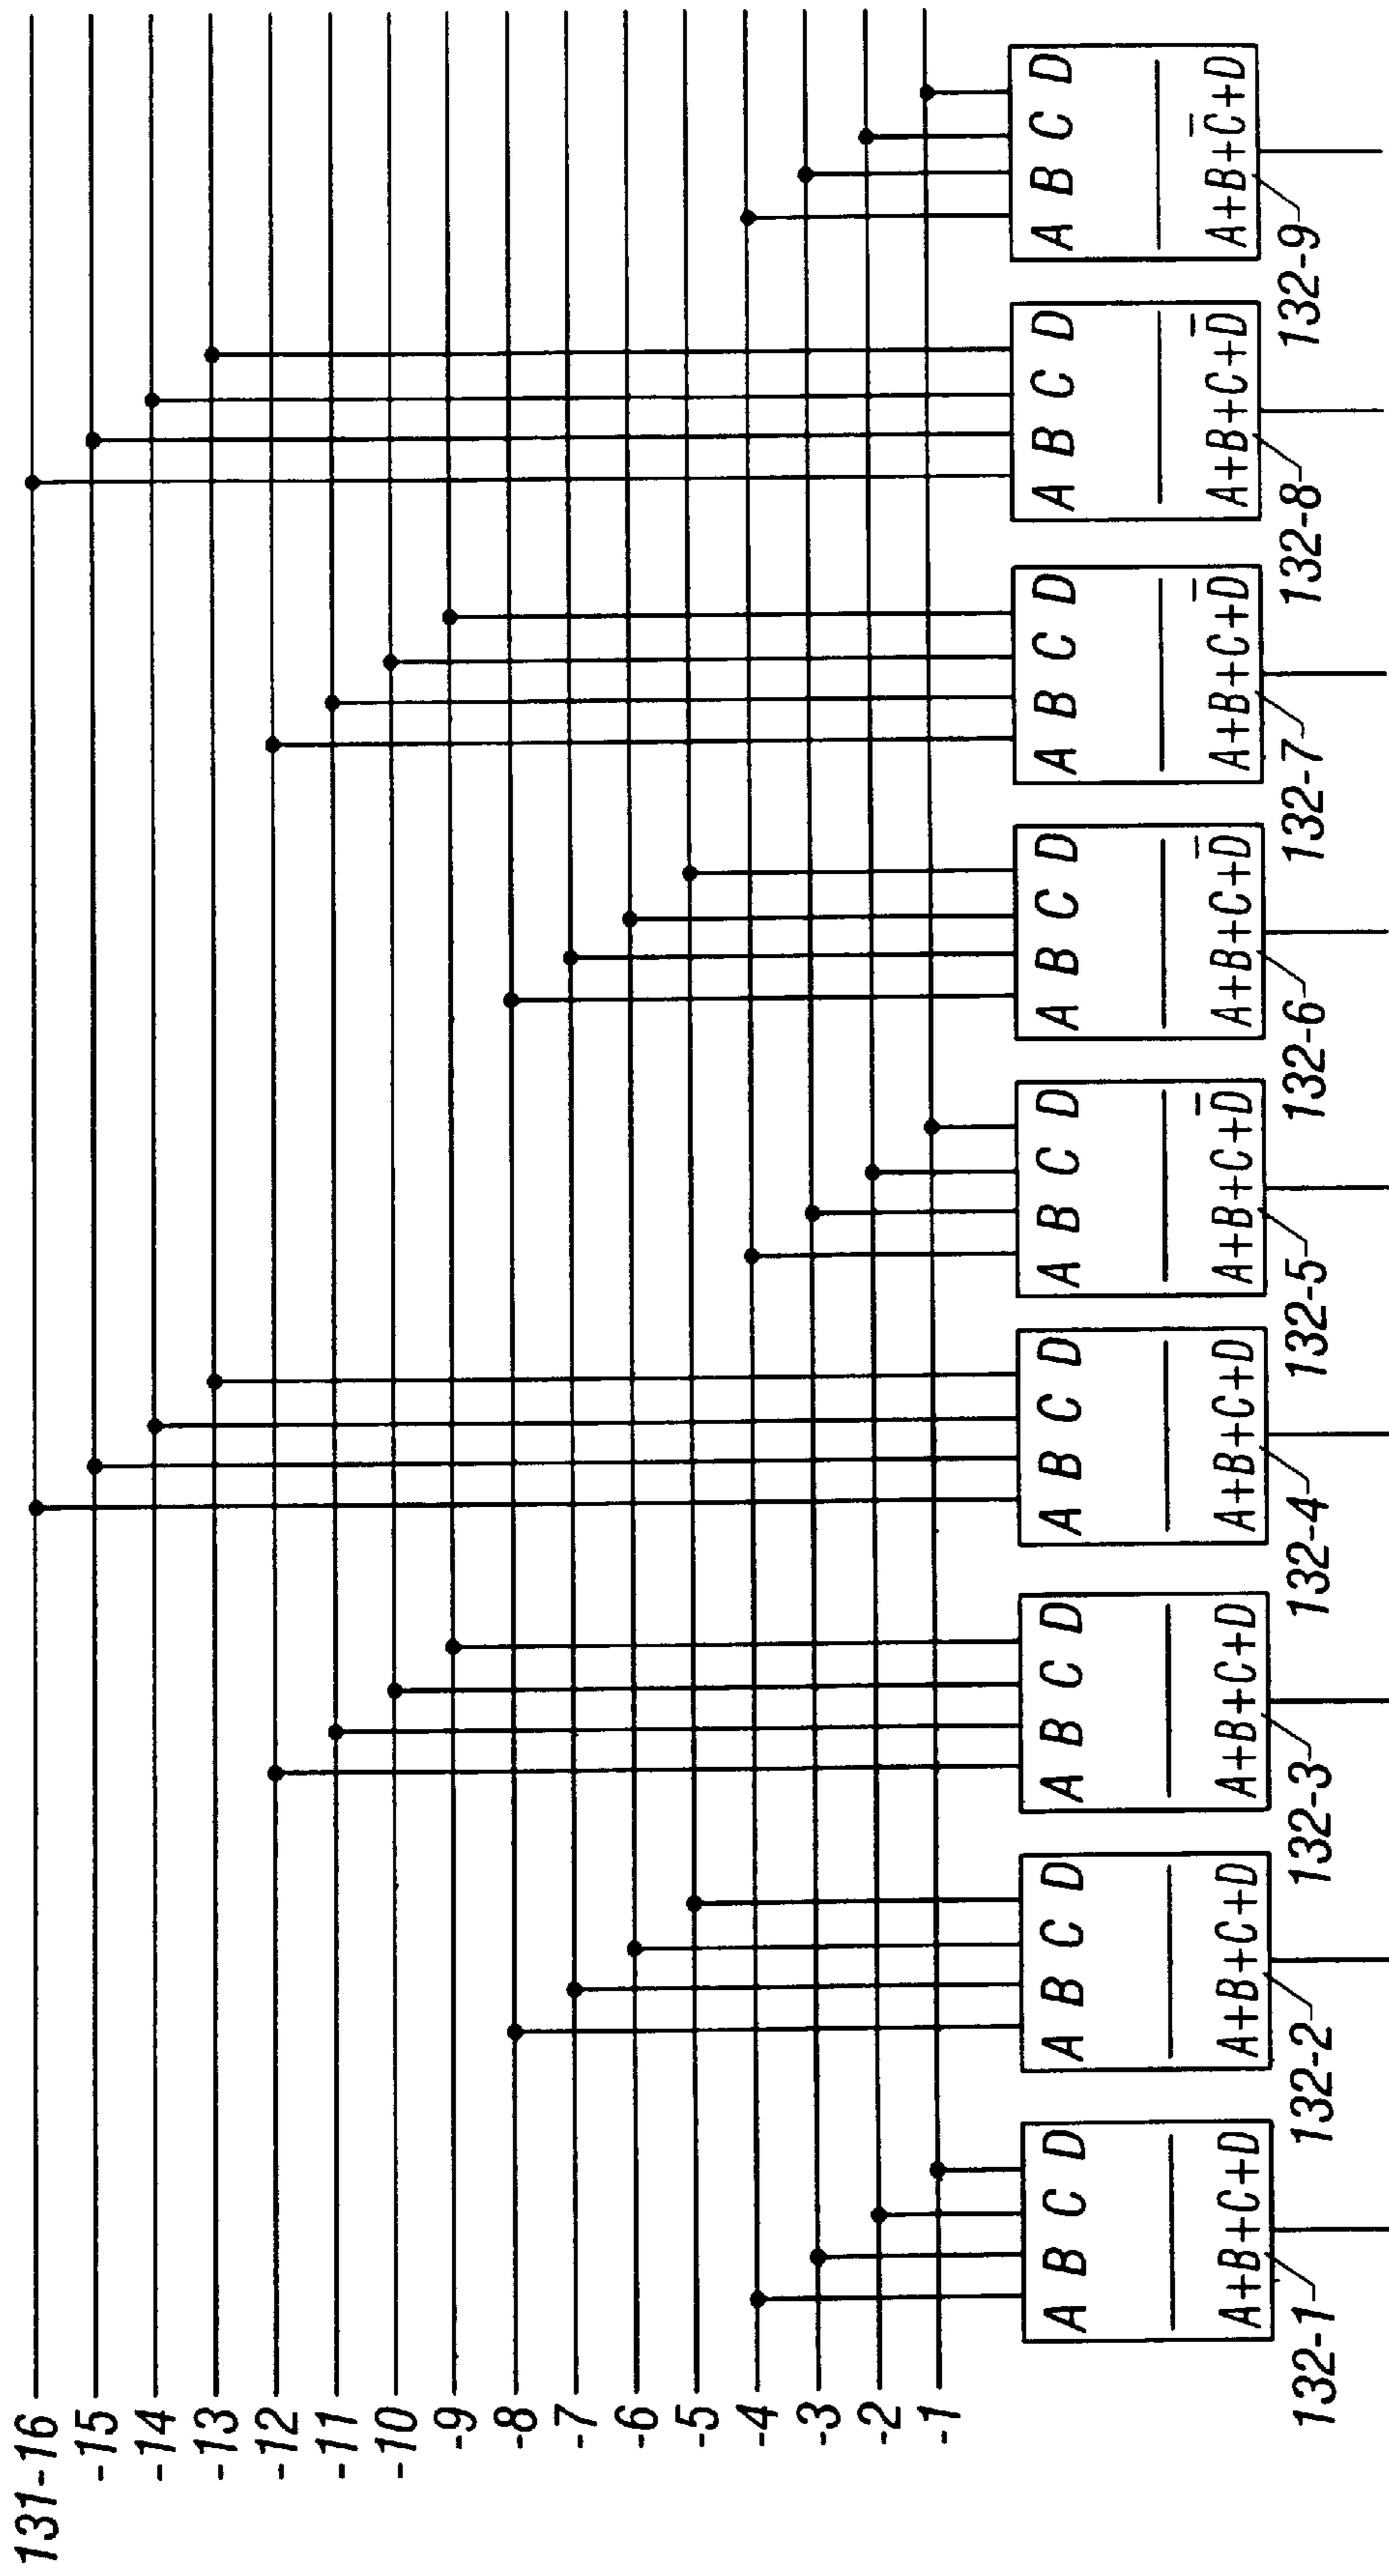 131-16
-15
-14
-13
-12
-11
-10
-9
-8
-7
-6
-5
-4
-3
-2
-1
A B C D
A+B+C+D
132-1
A B C D
A+B+C+D
132-2
A B C D
A+B+C+D
132-3
A B C D
A+B+C+D
132-4
A B C D
A+B+C+D̅
132-5
A B C D
A+B+C+D̅
132-6
A B C D
A+B+C+D̅
132-7
A B C D
A+B+C+D̅
132-8
A B C D
A+B+C̅+D
132-9